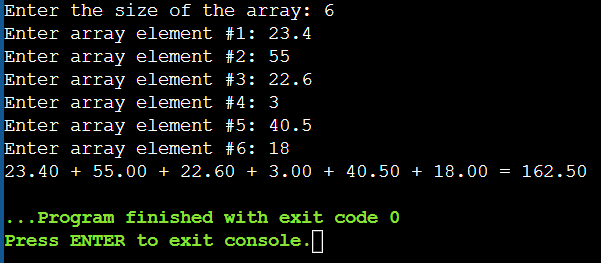 Enter the size of the array: 6
Enter array element #1: 23.4
Enter array element #2: 55
Enter array element #3: 22.6
Enter array element #4: 3
Enter array element #5: 40.5
Enter array element #6: 18
23.40 + 55.00 + 22.60 + 3.00 + 40.50 + 18.00 = 162.50
...Program finished with exit code 0
Press ENTER to exit console.